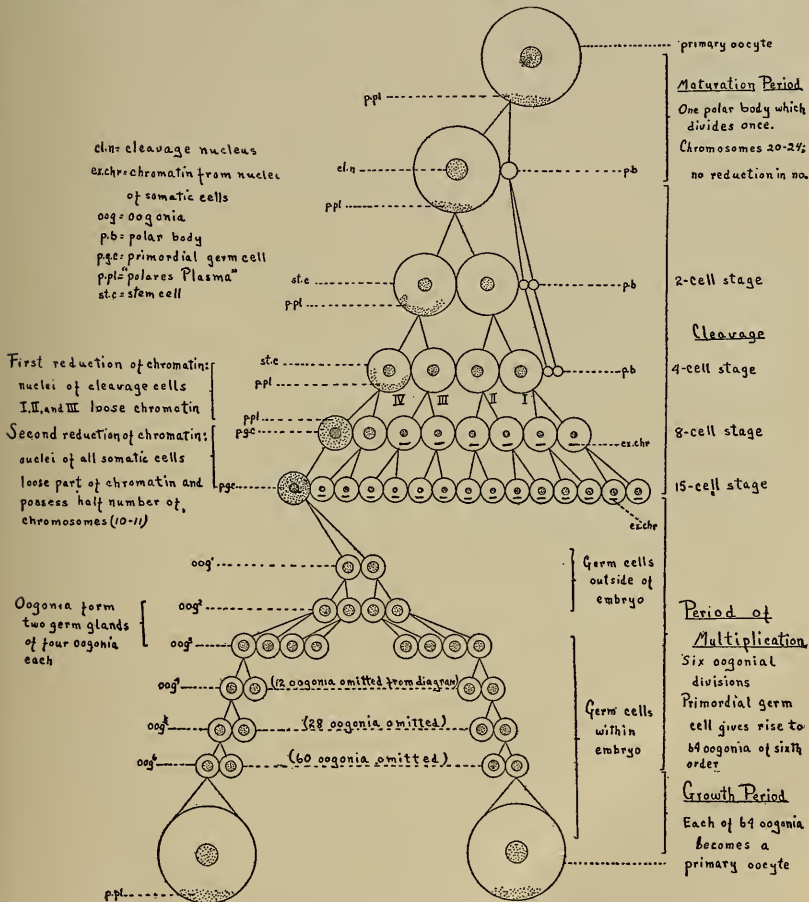 primary oocyte
Maturation Period
One polar body which
divides once.
Chromosomes 20-24;
no reduction in no.
p.pl
cl.n= cleavage nucleus
ex.chr=chromatin from nuclei
of somatic cells
oog = oogonia
p.b = polar body
p.g.c= primordial germ cell
p.pl="polares Plasma"
st.c = stem cell
cl.n
p.b
p.pl
st.c
p.b
2-cell stage
p.pl
Cleavage
First reduction of chromatin:
nuclei of cleavage cells
I,II,and III loose chromatin
st.c
p.pl
p.b
4-cell stage
IV III II I
Second reduction of chromatin:
nuclei of all somatic cells
loose part of chromatin and
possess half number of
chromosomes (10-11)
p.pl
p.g.c
ex.chr
8-cell stage
p.g.c
15-cell stage
ex.chr
oog¹
Germ cells
outside of
embryo
oog²
Oogonia form
two germ glands
of four oogonia
each
oog³
Period of
Multiplication
Six oogonial
divisions
Primordial germ
cell gives rise to
64 oogonia of sixth
order
oog⁴
(12 oogonia omitted from diagram)
Germ cells
within
embryo
oog⁵
(28 oogonia omitted)
oog⁶
(60 oogonia omitted)
Growth Period
Each of 64 oogonia
becomes a
primary oocyte
p.pl